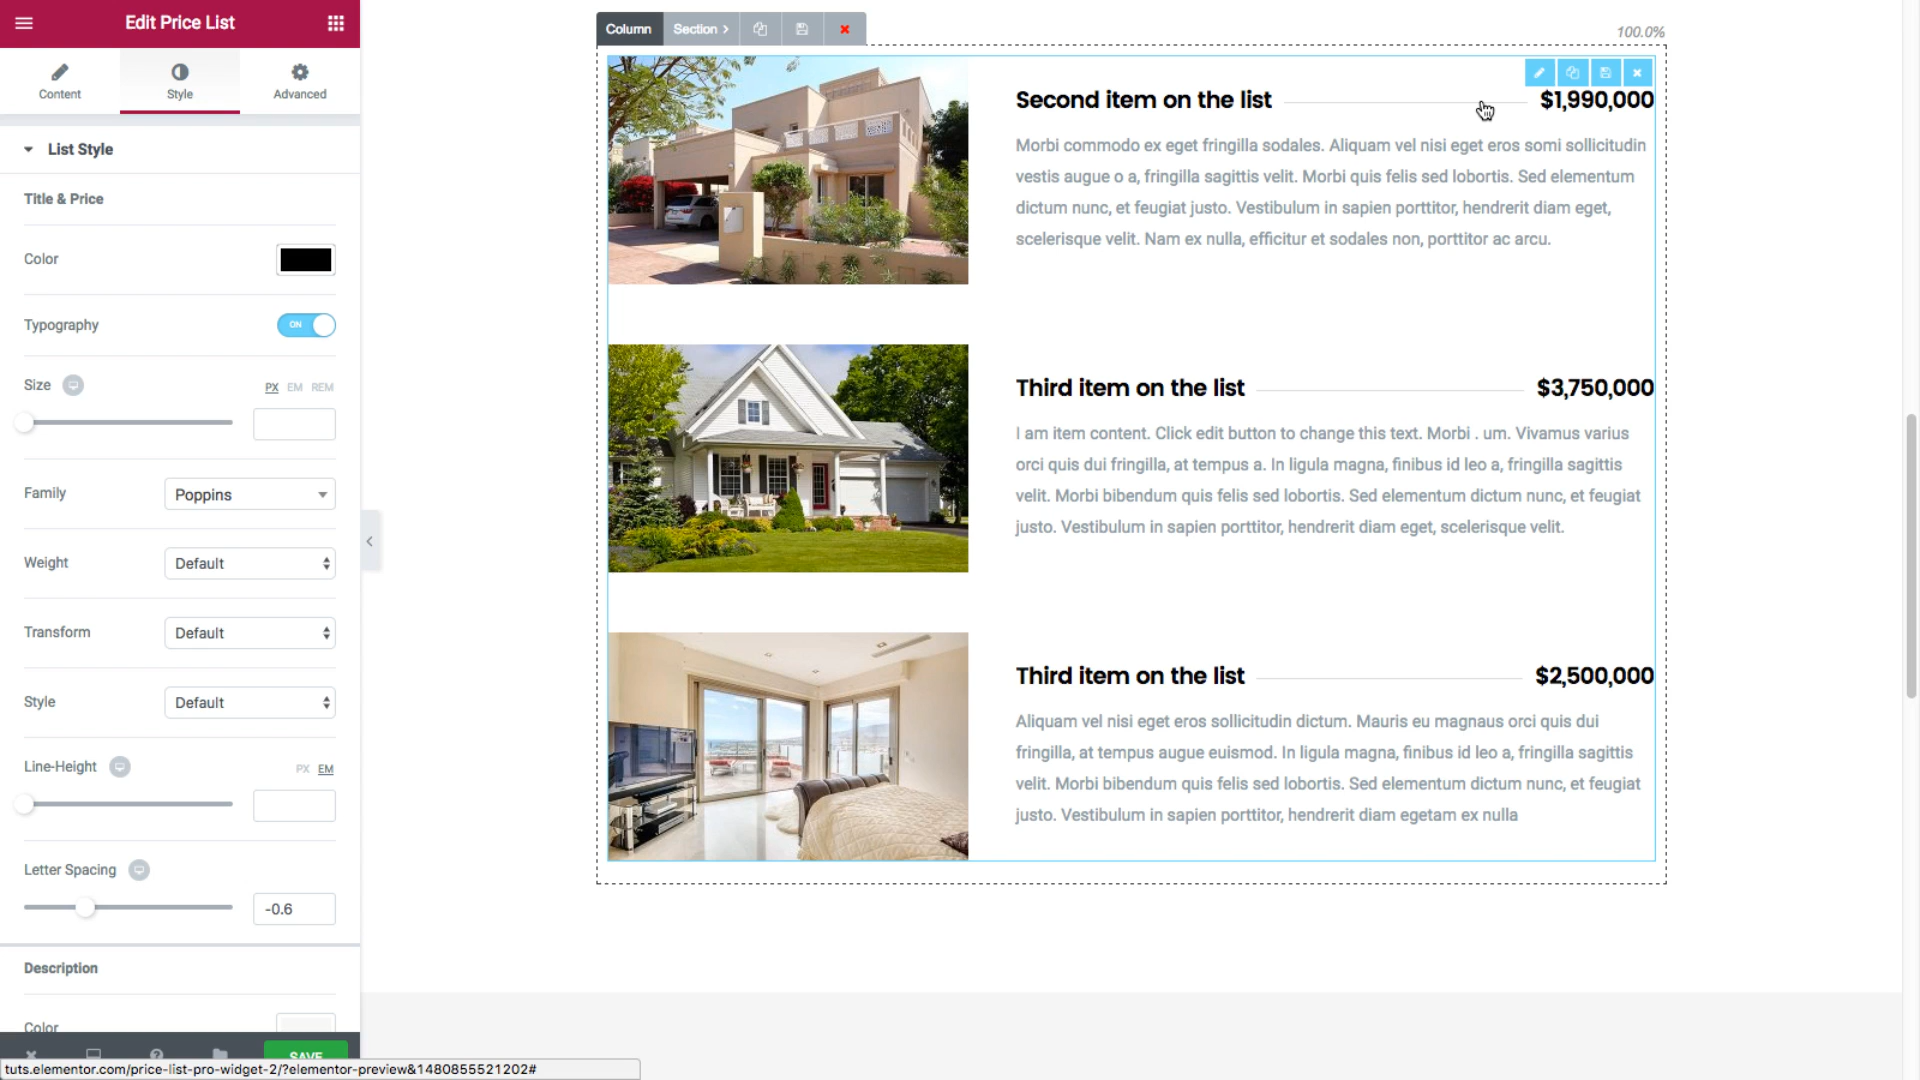 Edit Price List
Content
Style
Advanced
List Style
Title & Price
Color
Typography
ON
Size
PX EM REM
Family
Poppins
Weight
Default
Transform
Default
Style
Default
Line-Height
PX EM
Letter Spacing
-0.6
Description
Color
SAVE
tuts.elementor.com/price-list-pro-widget-2/?elementor-preview&1480855521202#
Column
Section
100.0%
Second item on the list
$1,990,000
Morbi commodo ex eget fringilla sodales. Aliquam vel nisi eget eros somi sollicitudin
vestis augue o a, fringilla sagittis velit. Morbi quis felis sed lobortis. Sed elementum
dictum nunc, et feugiat justo. Vestibulum in sapien porttitor, hendrerit diam eget,
scelerisque velit. Nam ex nulla, efficitur et sodales non, porttitor ac arcu.
Third item on the list
$3,750,000
I am item content. Click edit button to change this text. Morbi . um. Vivamus varius
orci quis dui fringilla, at tempus a. In ligula magna, finibus id leo a, fringilla sagittis
velit. Morbi bibendum quis felis sed lobortis. Sed elementum dictum nunc, et feugiat
justo. Vestibulum in sapien porttitor, hendrerit diam eget, scelerisque velit.
Third item on the list
$2,500,000
Aliquam vel nisi eget eros sollicitudin dictum. Mauris eu magnaus orci quis dui
fringilla, at tempus augue euismod. In ligula magna, finibus id leo a, fringilla sagittis
velit. Morbi bibendum quis felis sed lobortis. Sed elementum dictum nunc, et feugiat
justo. Vestibulum in sapien porttitor, hendrerit diam egetam ex nulla